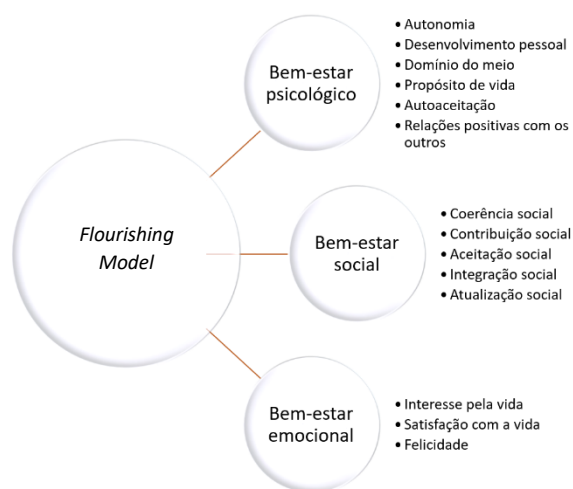 Flourishing
Model
Bem-estar
psicológico
• Autonomia
• Desenvolvimento pessoal
• Domínio do meio
• Propósito de vida
• Autoaceitação
• Relações positivas com os
outros
Bem-estar
social
• Coerência social
• Contribuição social
• Aceitação social
• Integração social
• Atualização social
Bem-estar
emocional
• Interesse pela vida
• Satisfação com a vida
• Felicidade